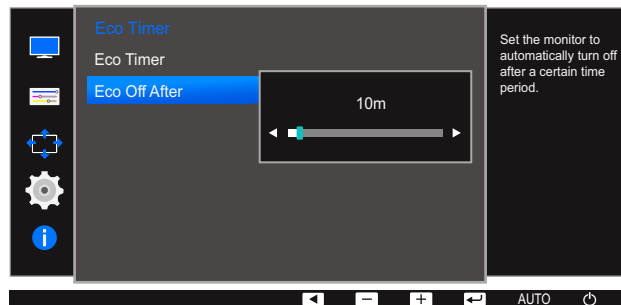 Eco Timer
Eco Timer
Eco Off After
10m
Set the monitor to
automatically turn off
after a certain time
period.
i
AUTO